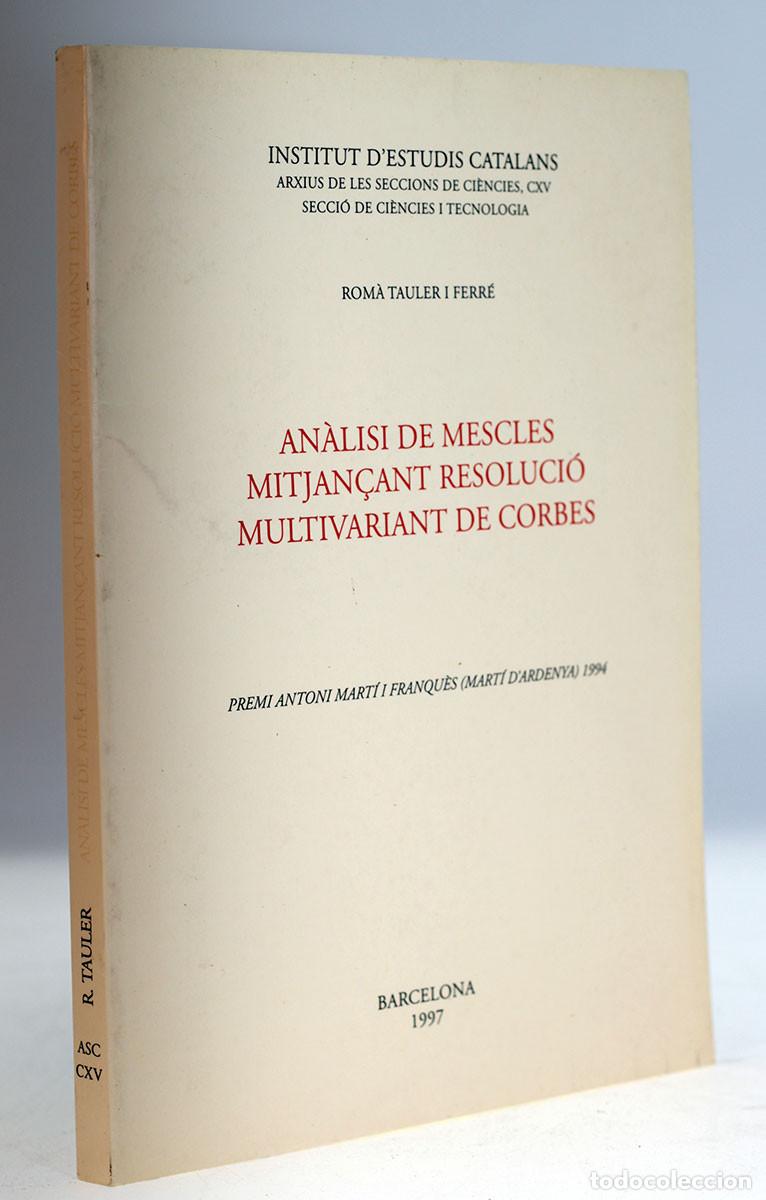 INSTITUT D'ESTUDIS CATALANS
ARXIUS DE LES SECCIONS DE CIÈNCIES, CXV
SECCIÓ DE CIÈNCIES I TECNOLOGIA
ROMÀ TAULER I FERRÉ
ANÀLISI DE MESCLES
MITJANÇANT RESOLUCIÓ
MULTIVARIANT DE CORBES
PREMI ANTONI MARTÍ I FRANQUÈS (MARTÍ D'ARDENYA) 1994
BARCELONA
1997
ANÀLISI DE MESCLES MITJANÇANT RESOLUCIÓ MULTIVARIANT DE CORBES
R. TAULER
ASC
CXV
todocoleccion